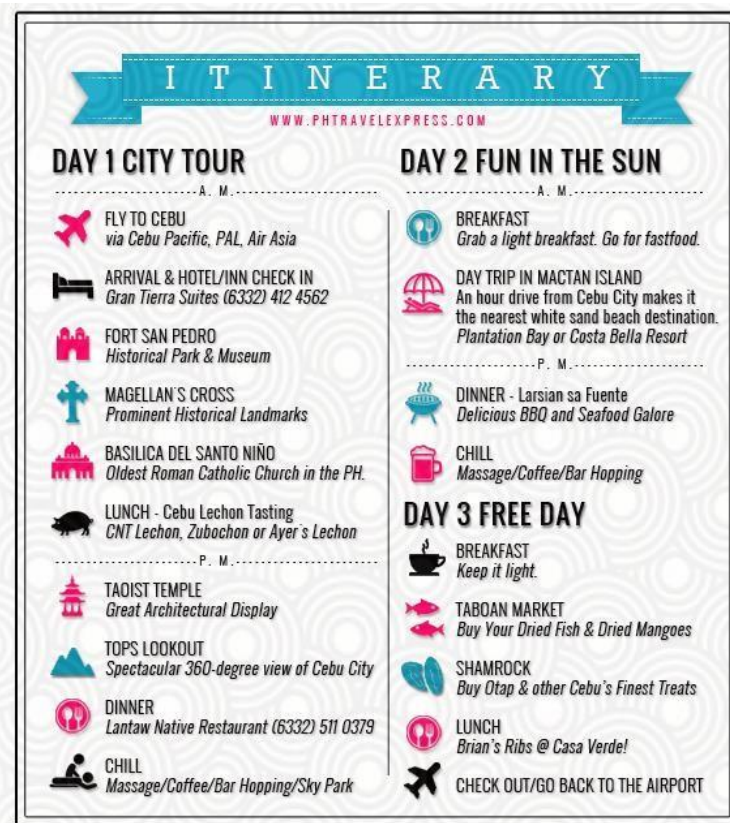 ITINERARY
WWW.PHTRAVELEXPRESS.COM
DAY 1 CITY TOUR
A. M.
FLY TO CEBU
via Cebu Pacific, PAL, Air Asia
ARRIVAL & HOTEL/INN CHECK IN
Gran Tierra Suites (6332) 412 4562
FORT SAN PEDRO
Historical Park & Museum
MAGELLAN'S CROSS
Prominent Historical Landmarks
BASILICA DEL SANTO NIÑO
Oldest Roman Catholic Church in the PH.
LUNCH - Cebu Lechon Tasting
CNT Lechon, Zubochon or Ayer's Lechon
P. M.
TAOIST TEMPLE
Great Architectural Display
TOPS LOOKOUT
Spectacular 360-degree view of Cebu City
DINNER
Lantaw Native Restaurant (6332) 511 0379
CHILL
Massage/Coffee/Bar Hopping/Sky Park
DAY 2 FUN IN THE SUN
A. M.
BREAKFAST
Grab a light breakfast. Go for fastfood.
DAY TRIP IN MACTAN ISLAND
An hour drive from Cebu City makes it
the nearest white sand beach destination.
Plantation Bay or Costa Bella Resort
P. M.
DINNER - Larsian sa Fuente
Delicious BBQ and Seafood Galore
CHILL
Massage/Coffee/Bar Hopping
DAY 3 FREE DAY
BREAKFAST
Keep it light.
TABOAN MARKET
Buy Your Dried Fish & Dried Mangoes
SHAMROCK
Buy Otap & other Cebu's Finest Treats
LUNCH
Brian's Ribs @ Casa Verde!
CHECK OUT/GO BACK TO THE AIRPORT